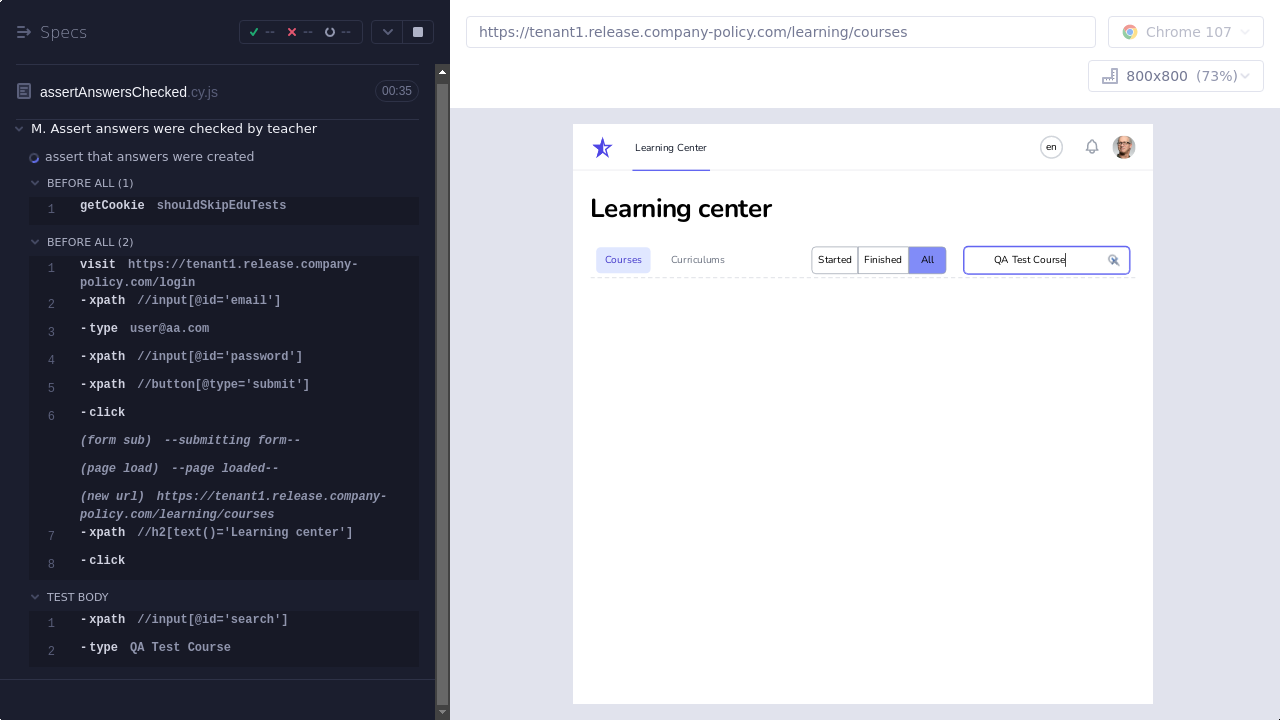 Specs
--
--
--
assertAnswersChecked.cy.js
00:35
M. Assert answers were checked by teacher
assert that answers were created
BEFORE ALL (1)
1 getCookie shouldSkipEduTests
BEFORE ALL (2)
1 visit https://tenant1.release.company-
policy.com/login
2 -xpath //input[@id='email']
3 -type user@aa.com
4 -xpath //input[@id='password']
5 -xpath //button[@type='submit']
6 -click
(form sub) --submitting form--
(page load) --page loaded--
(new url) https://tenant1.release.company-
policy.com/learning/courses
7 -xpath //h2[text()='Learning center']
8 -click
TEST BODY
1 -xpath //input[@id='search']
2 -type QA Test Course
https://tenant1.release.company-policy.com/learning/courses
Chrome 107
800x800 (73%)
Learning Center
en
Learning center
Courses
Curriculums
Started
Finished
All
QA Test Course